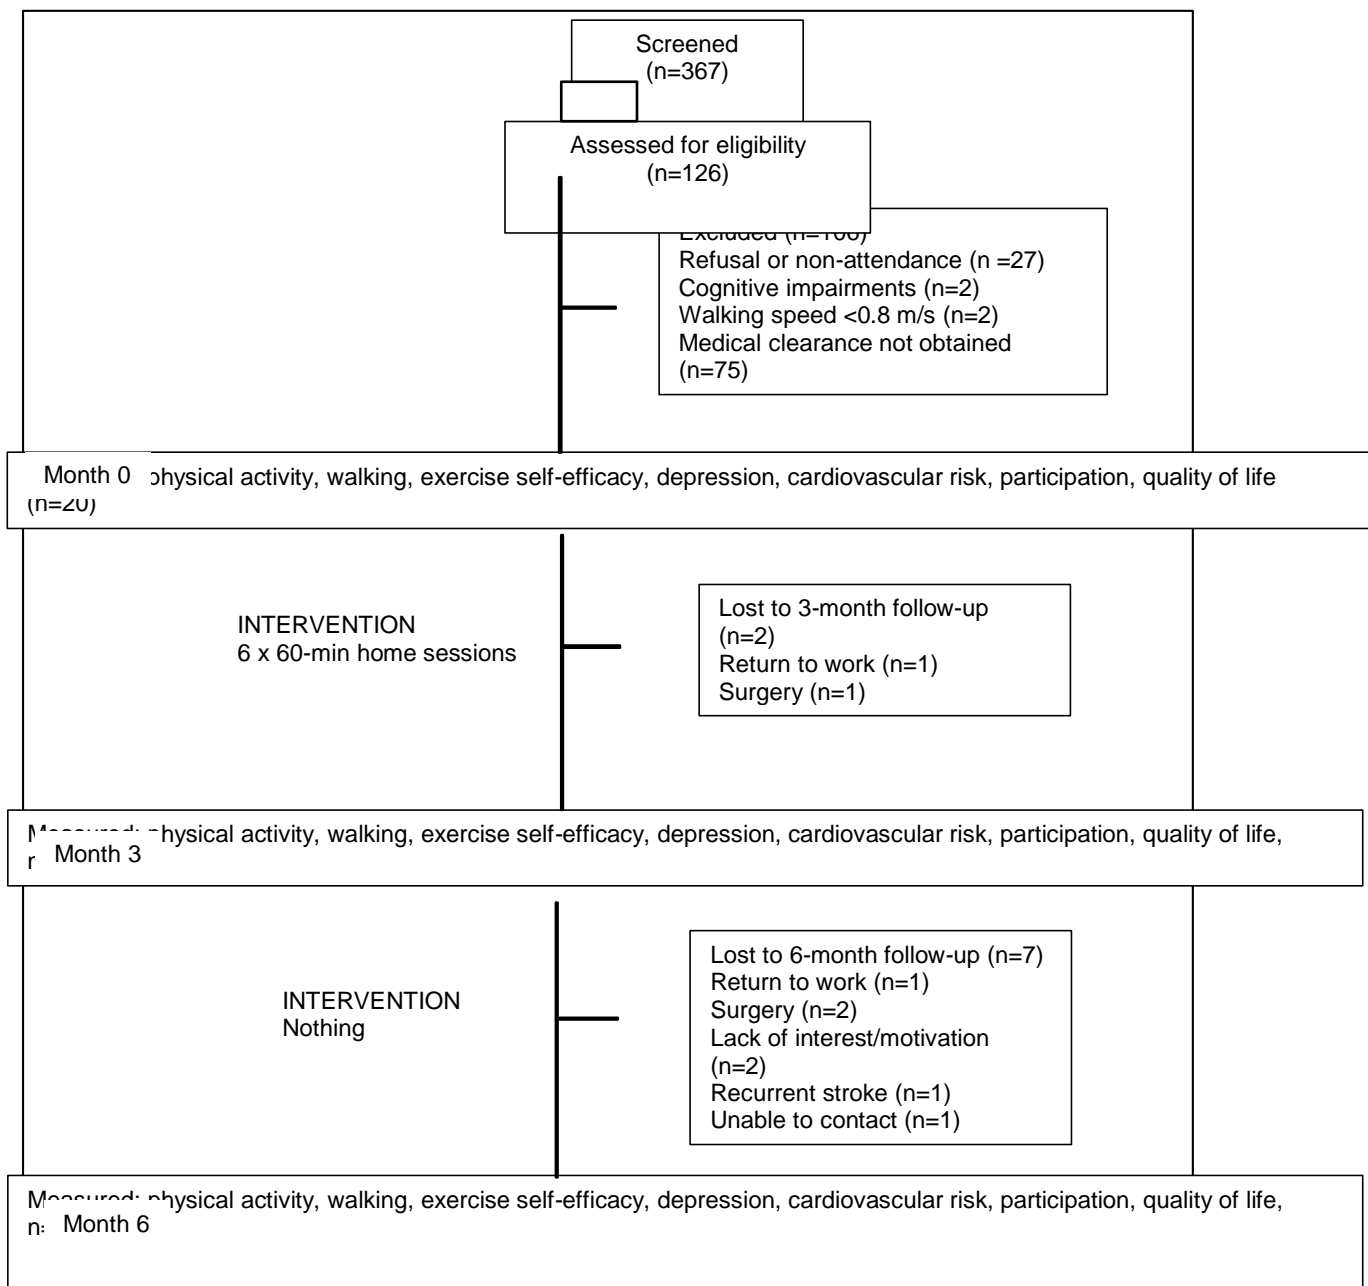 Screened
(n=367)
Assessed for eligibility
(n=126)
Excluded (n=106)
Refusal or non-attendance (n =27)
Cognitive impairments (n=2)
Walking speed <0.8 m/s (n=2)
Medical clearance not obtained
(n=75)
Month 0 physical activity, walking, exercise self-efficacy, depression, cardiovascular risk, participation, quality of life
(n=20)
INTERVENTION
6 x 60-min home sessions
Lost to 3-month follow-up
(n=2)
Return to work (n=1)
Surgery (n=1)
Measured: physical activity, walking, exercise self-efficacy, depression, cardiovascular risk, participation, quality of life,
Month 3
INTERVENTION
Nothing
Lost to 6-month follow-up (n=7)
Return to work (n=1)
Surgery (n=2)
Lack of interest/motivation
(n=2)
Recurrent stroke (n=1)
Unable to contact (n=1)
Measured: physical activity, walking, exercise self-efficacy, depression, cardiovascular risk, participation, quality of life,
Month 6